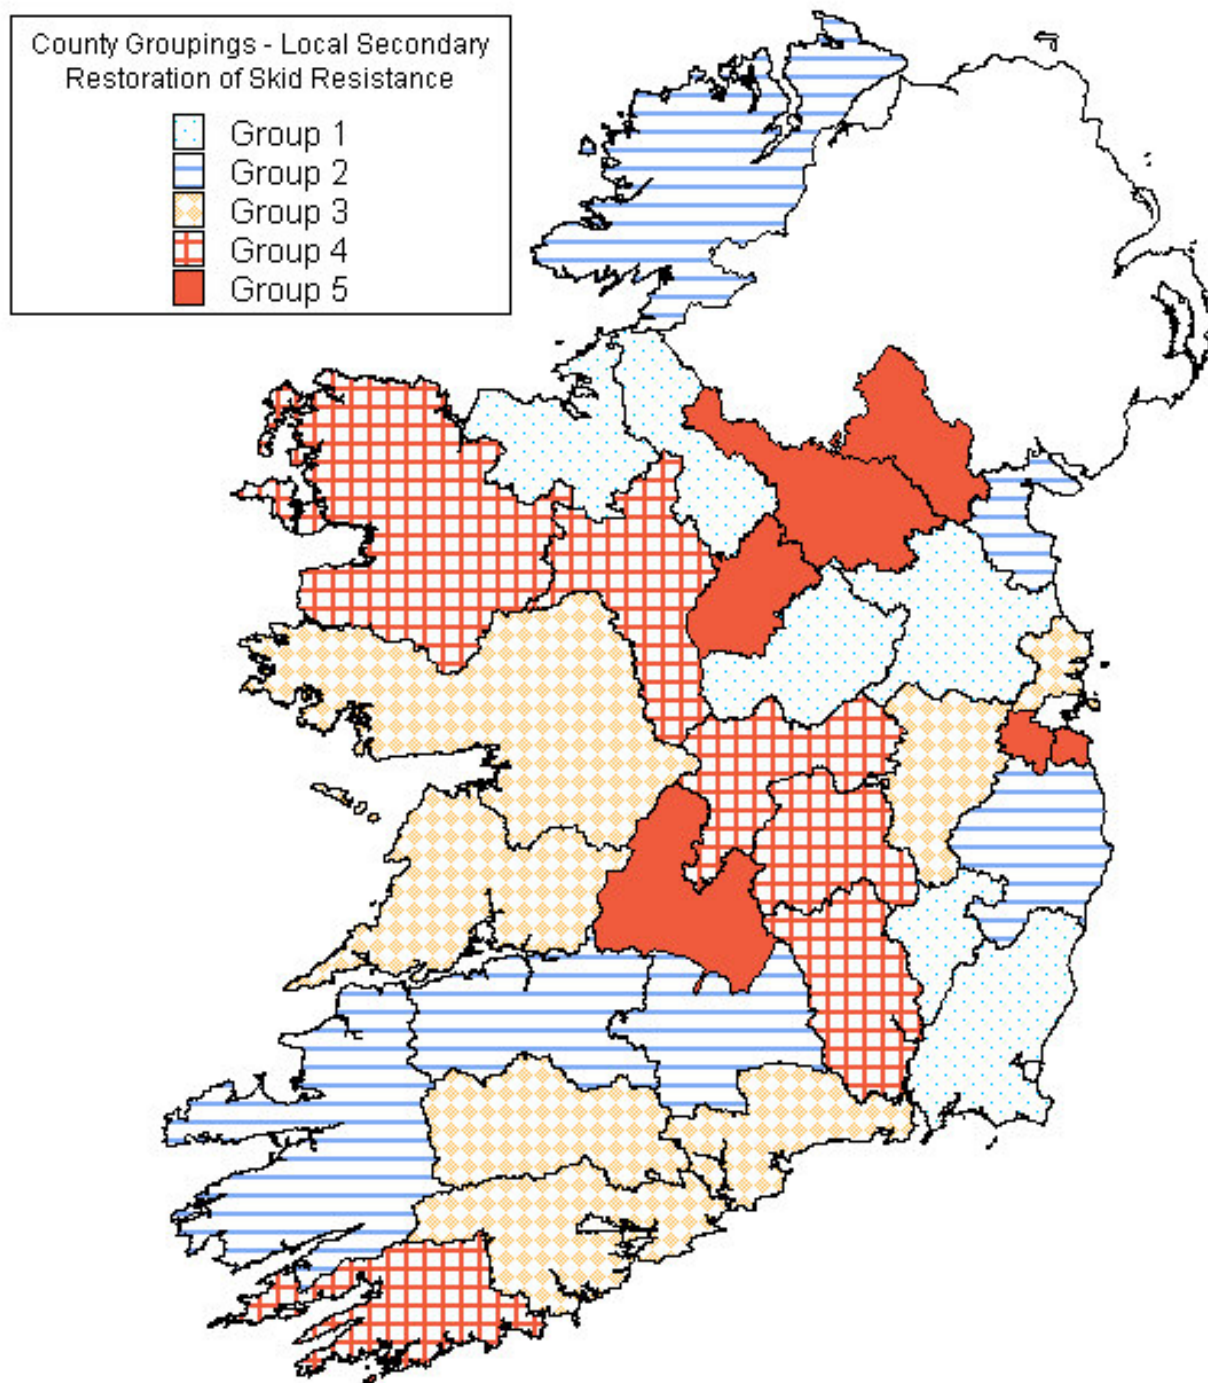 County Groupings - Local Secondary
Restoration of Skid Resistance
Group 1
Group 2
Group 3
Group 4
Group 5